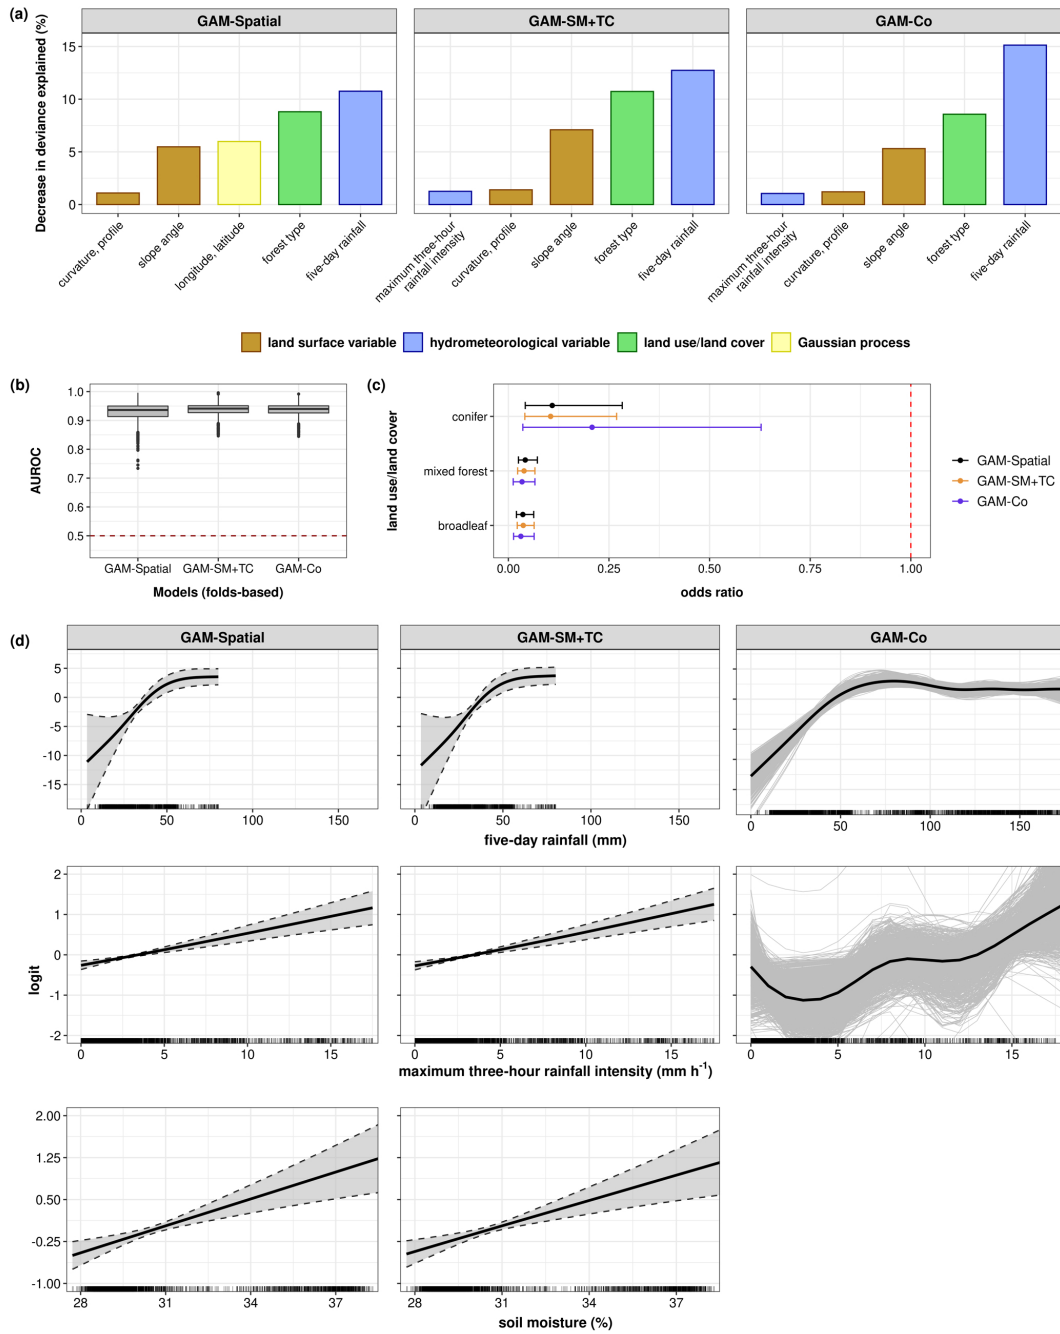 (a)
GAM-Spatial
GAM-SM+TC
GAM-Co
Decrease in deviance explained (%)
15
10
5
0
curvature, profile
slope angle
longitude, latitude
forest type
five-day rainfall
maximum three-hour
rainfall intensity
curvature, profile
slope angle
forest type
five-day rainfall
maximum three-hour
rainfall intensity
curvature, profile
slope angle
forest type
five-day rainfall
land surface variable
hydrometeorological variable
land use/land cover
Gaussian process
(b)
AUROC
1.0
0.9
0.8
0.7
0.6
0.5
GAM-Spatial
GAM-SM+TC
GAM-Co
Models (folds-based)
(c)
land use/land cover
conifer
mixed forest
broadleaf
0.00
0.25
0.50
0.75
1.00
odds ratio
GAM-Spatial
GAM-SM+TC
GAM-Co
(d)
GAM-Spatial
GAM-SM+TC
GAM-Co
5
0
-5
-10
-15
0 50 100 150
0 50 100 150
0 50 100 150
five-day rainfall (mm)
logit
2
1
0
-1
-2
0 5 10 15
0 5 10 15
0 5 10 15
maximum three-hour rainfall intensity (mm h⁻¹)
2.00
1.25
0.50
-0.25
-1.00
28 31 34 37
28 31 34 37
soil moisture (%)